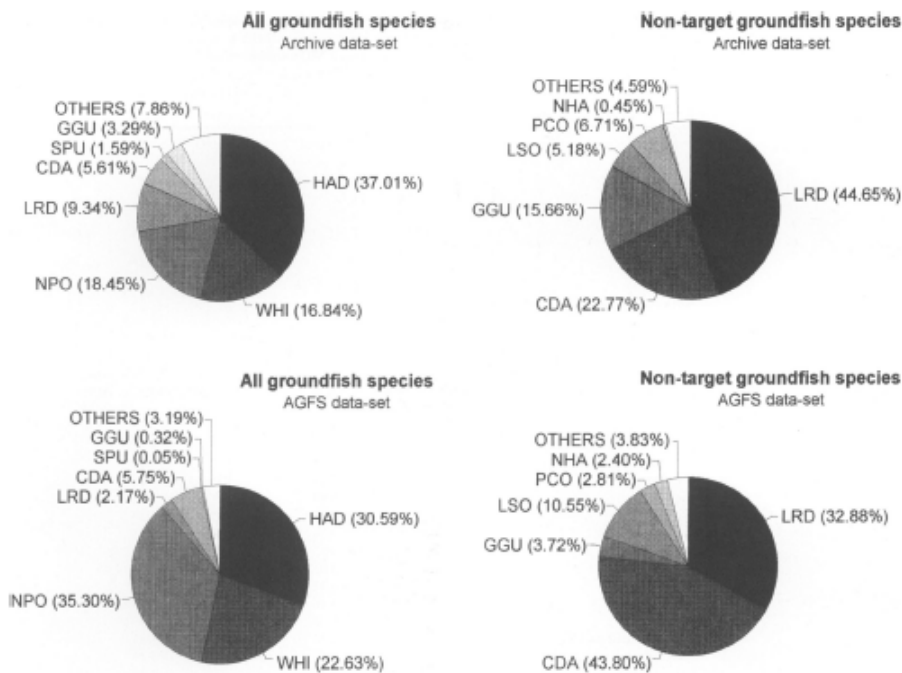 All groundfish species
Archive data-set
OTHERS (7.86%)
GGU (3.29%)
SPU (1.59%)
CDA (5.61%)
LRD (9.34%)
NPO (18.45%)
HAD (37.01%)
WHI (16.84%)
Non-target groundfish species
Archive data-set
OTHERS (4.59%)
NHA (0.45%)
PCO (6.71%)
LSO (5.18%)
GGU (15.66%)
LRD (44.65%)
CDA (22.77%)
All groundfish species
AGFS data-set
OTHERS (3.19%)
GGU (0.32%)
SPU (0.05%)
CDA (5.75%)
LRD (2.17%)
HAD (30.59%)
NPO (35.30%)
WHI (22.63%)
Non-target groundfish species
AGFS data-set
OTHERS (3.83%)
NHA (2.40%)
PCO (2.81%)
LSO (10.55%)
GGU (3.72%)
LRD (32.88%)
CDA (43.80%)